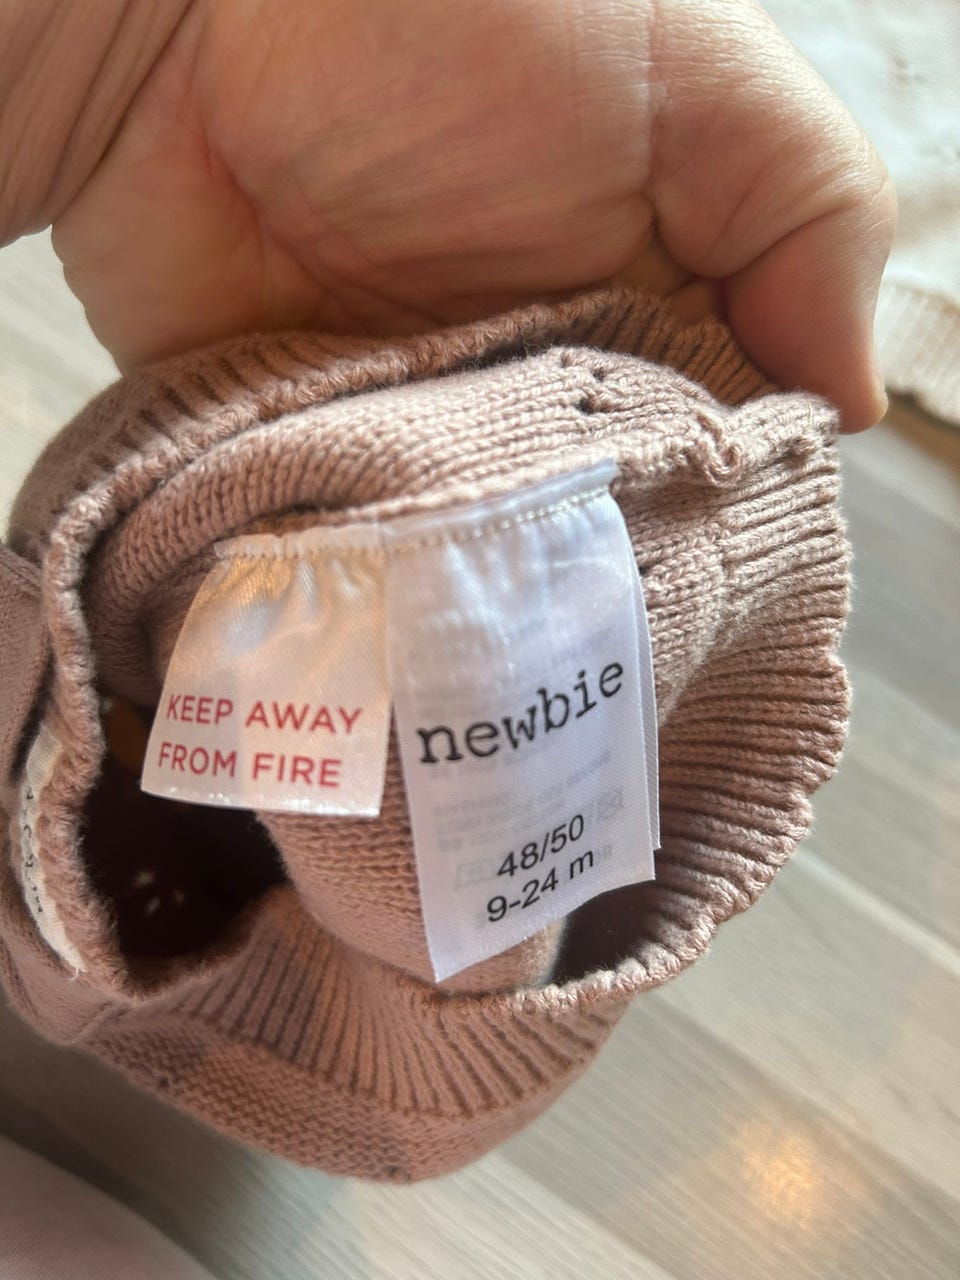 KEEP AWAY
FROM FIRE
newbie
48/50
9-24 m